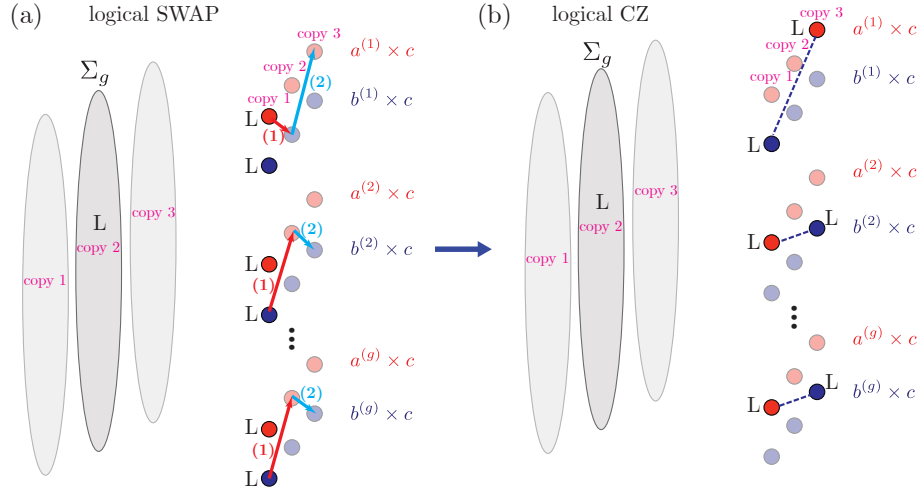 (a) logical SWAP
Σ_g
copy 1
L
copy 2
copy 3
copy 3
copy 2
copy 1
L
(1)
(2)
L
a^(1) × c
b^(1) × c
a^(2) × c
(2)
b^(2) × c
L
(1)
L
a^(g) × c
(2)
b^(g) × c
L
(1)
L
(b) logical CZ
Σ_g
copy 1
L
copy 2
copy 3
copy 3
L
copy 2
copy 1
L
a^(1) × c
b^(1) × c
a^(2) × c
L
b^(2) × c
L
a^(g) × c
L
b^(g) × c
L